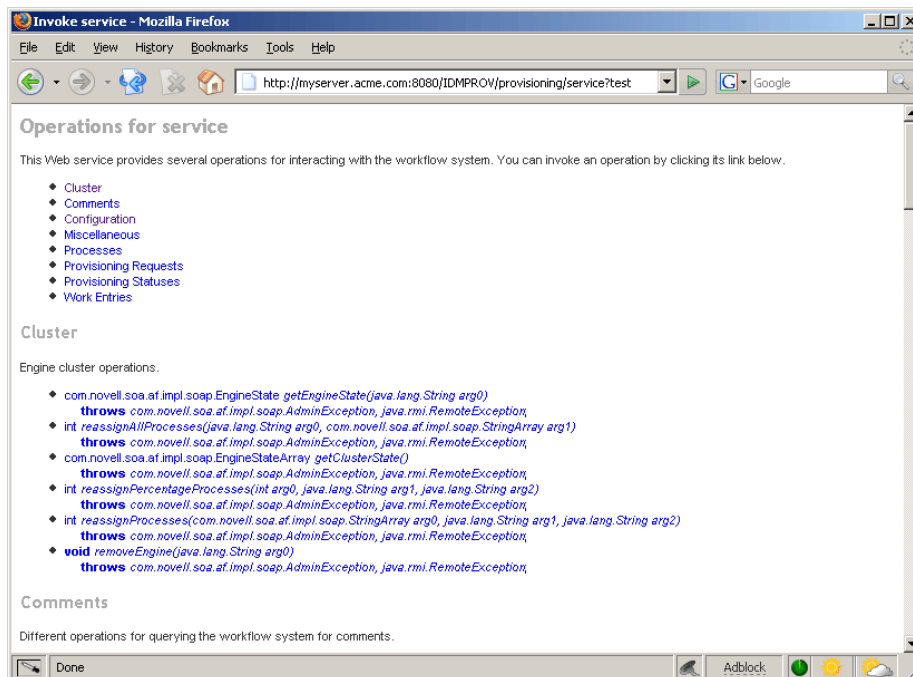 Invoke service - Mozilla Firefox
File Edit View History Bookmarks Tools Help
http://myserver.acme.com:8080/IDMPROV/provisioning/service?test
G Google
Operations for service
This Web service provides several operations for interacting with the workflow system. You can invoke an operation by clicking its link below.
Cluster
Comments
Configuration
Miscellaneous
Processes
Provisioning Requests
Provisioning Statuses
Work Entries
Cluster
Engine cluster operations.
com.novell.soa.af.impl.soap.EngineState getEngineState(java.lang.String arg0)
throws com.novell.soa.af.impl.soap.AdminException, java.rmi.RemoteException;
int reassignAllProcesses(java.lang.String arg0, com.novell.soa.af.impl.soap.StringArray arg1)
throws com.novell.soa.af.impl.soap.AdminException, java.rmi.RemoteException;
com.novell.soa.af.impl.soap.EngineStateArray getClusterState()
throws com.novell.soa.af.impl.soap.AdminException, java.rmi.RemoteException;
int reassignPercentageProcesses(int arg0, java.lang.String arg1, java.lang.String arg2)
throws com.novell.soa.af.impl.soap.AdminException, java.rmi.RemoteException;
int reassignProcesses(com.novell.soa.af.impl.soap.StringArray arg0, java.lang.String arg1, java.lang.String arg2)
throws com.novell.soa.af.impl.soap.AdminException, java.rmi.RemoteException;
void removeEngine(java.lang.String arg0)
throws com.novell.soa.af.impl.soap.AdminException, java.rmi.RemoteException;
Comments
Different operations for querying the workflow system for comments.
Done Adblock